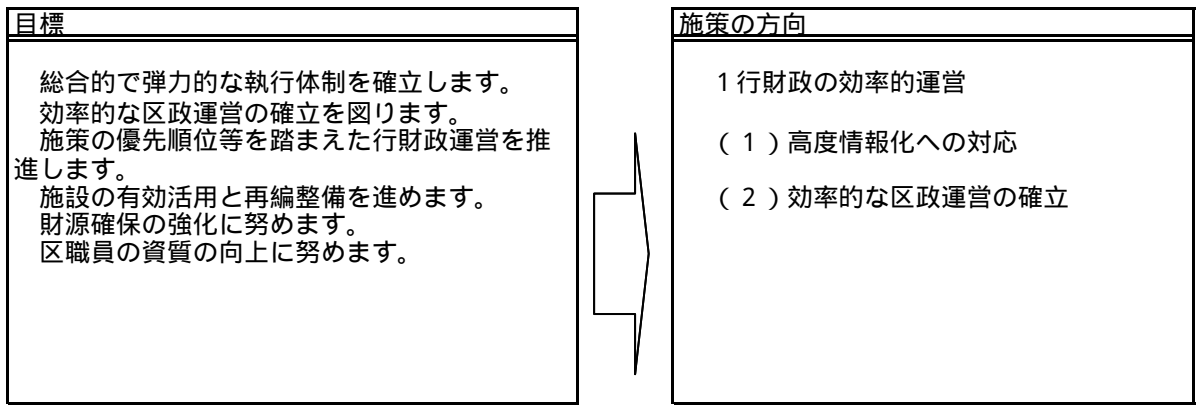 目標
総合的で弾力的な執行体制を確立します。
効率的な区政運営の確立を図ります。
施策の優先順位等を踏まえた行財政運営を推
進します。
施設の有効活用と再編整備を進めます。
財源確保の強化に努めます。
区職員の資質の向上に努めます。
施策の方向
1行財政の効率的運営
(1)高度情報化への対応
(2)効率的な区政運営の確立